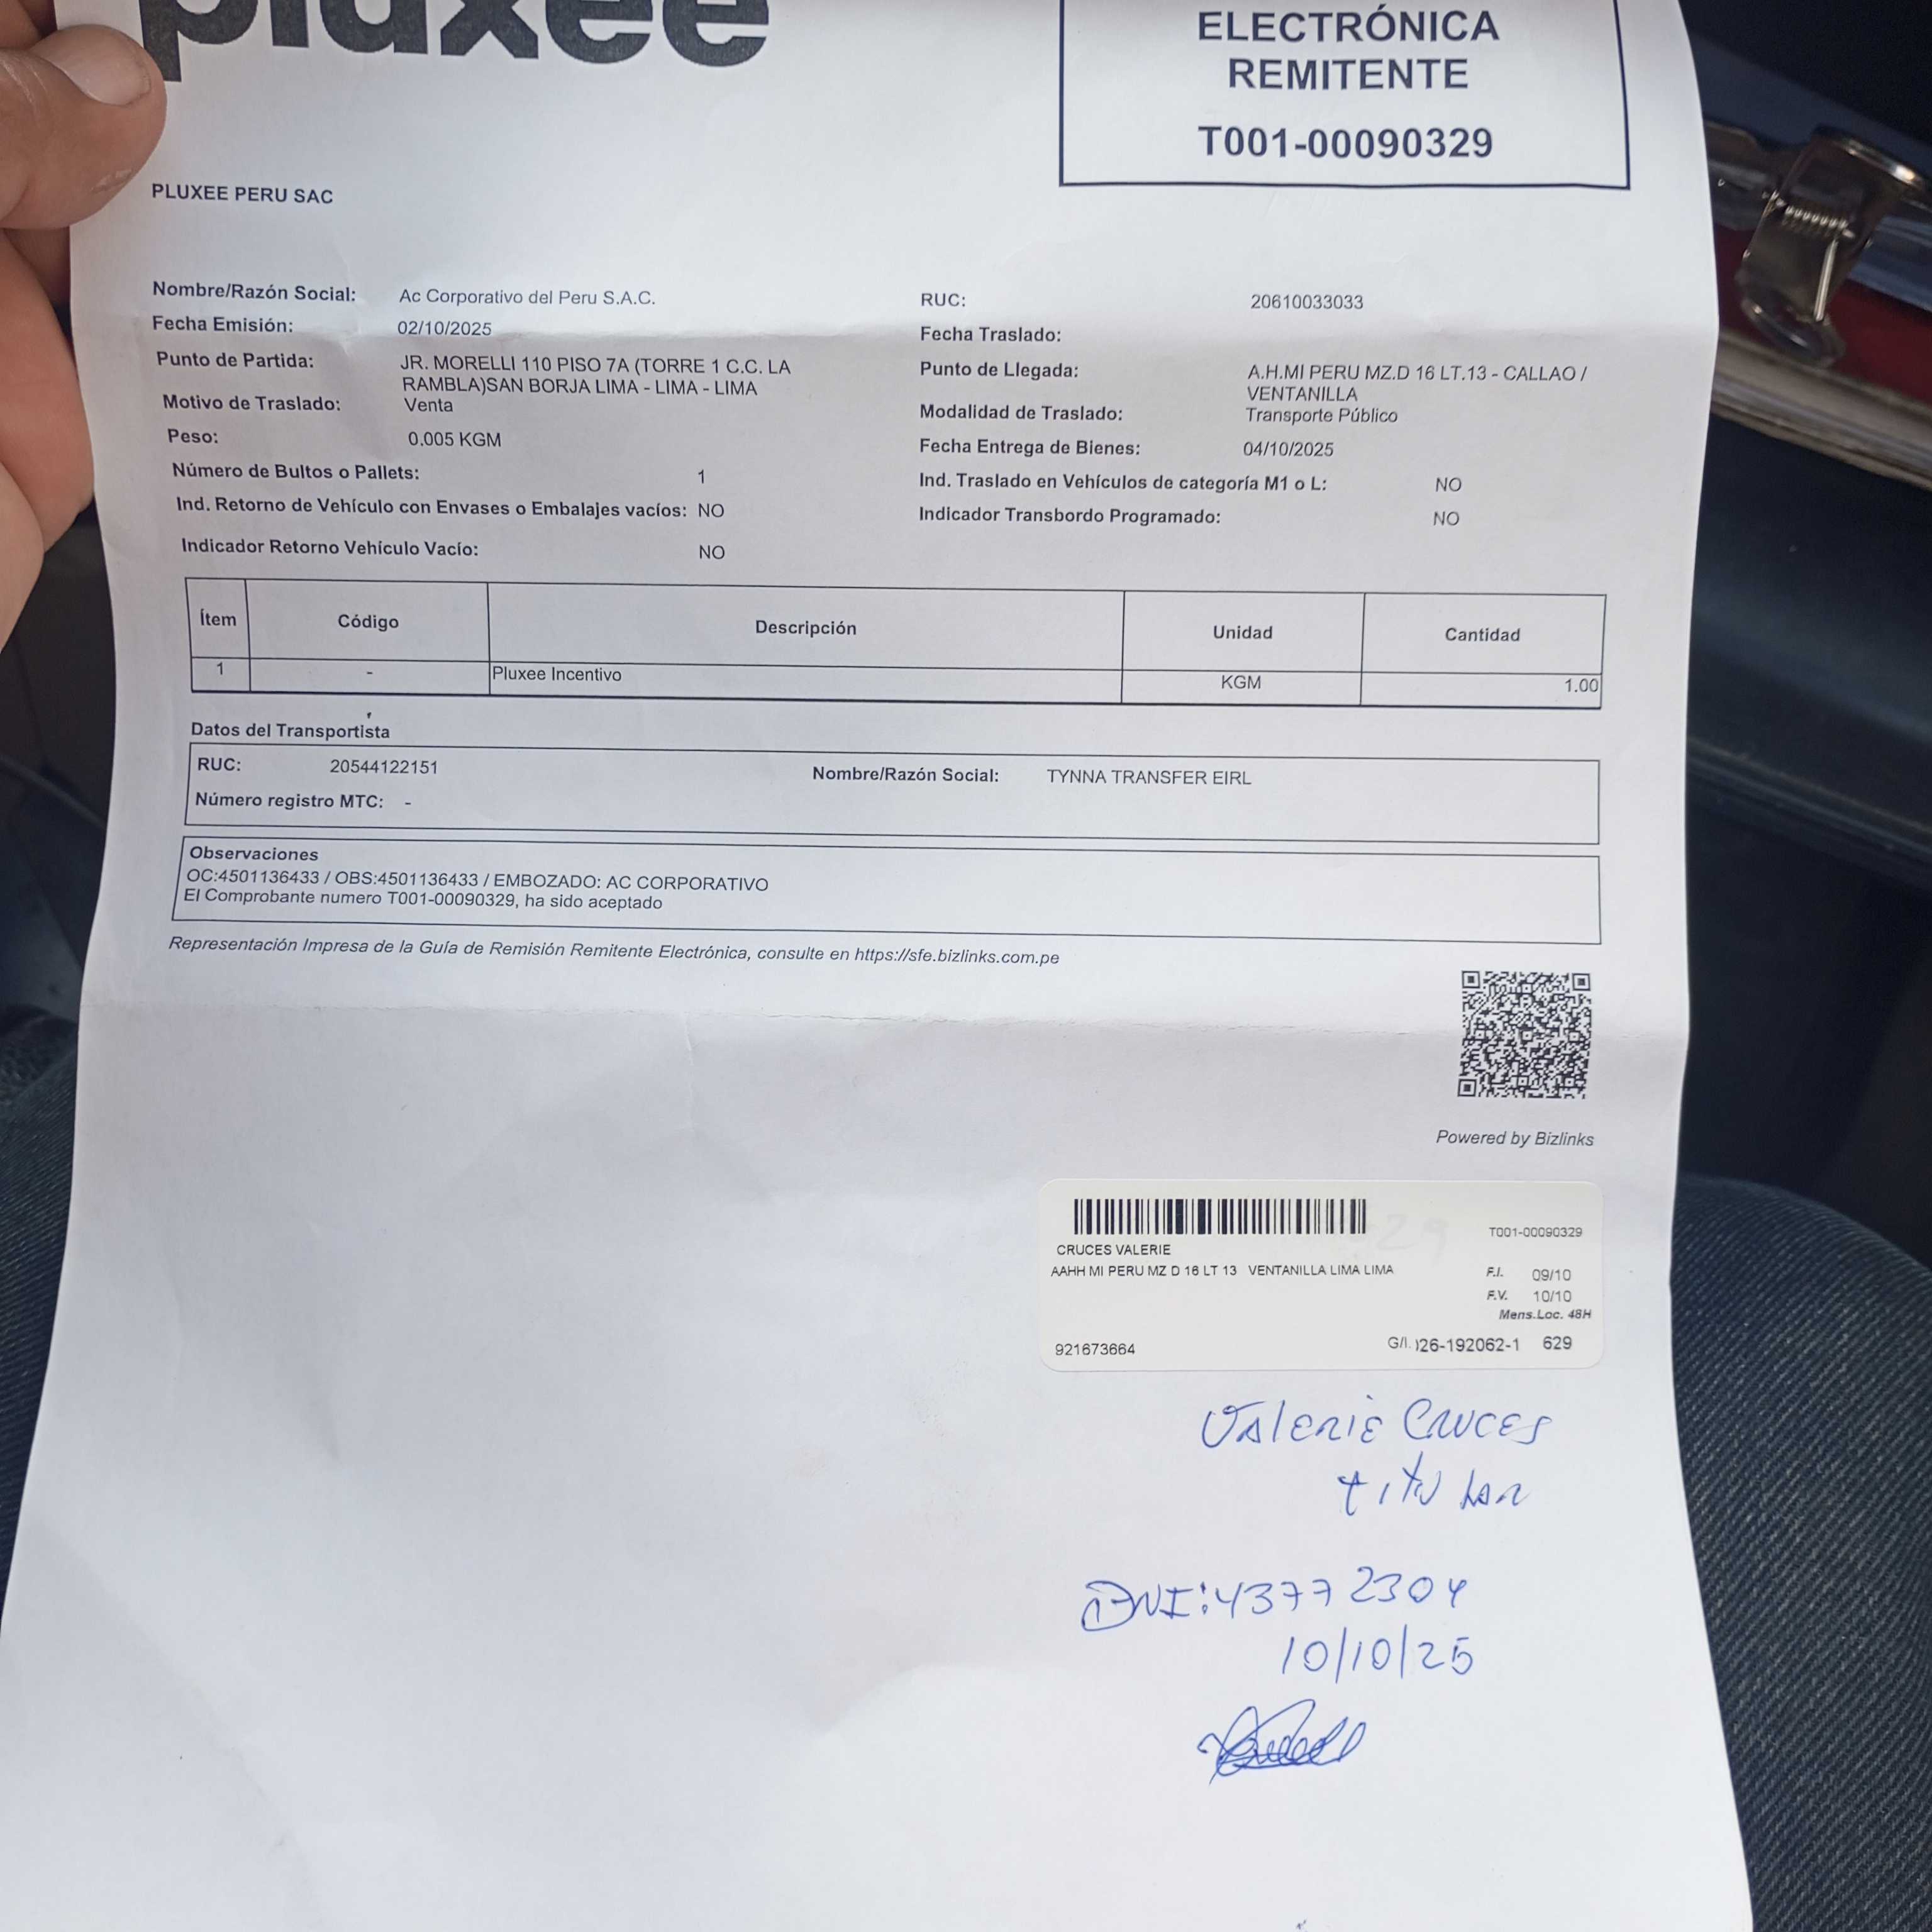 pluxee
ELECTRÓNICA
REMITENTE
T001-00090329
PLUXEE PERU SAC
Nombre/Razón Social: Ac Corporativo del Peru S.A.C.
RUC: 20610033033
Fecha Emisión: 02/10/2025
Fecha Traslado:
Punto de Partida: JR. MORELLI 110 PISO 7A (TORRE 1 C.C. LA
RAMBLA)SAN BORJA LIMA - LIMA - LIMA
Punto de Llegada: A.H.MI PERU MZ.D 16 LT.13 - CALLAO /
VENTANILLA
Motivo de Traslado: Venta
Modalidad de Traslado: Transporte Público
Peso: 0.005 KGM
Fecha Entrega de Bienes: 04/10/2025
Número de Bultos o Pallets: 1
Ind. Traslado en Vehículos de categoría M1 o L: NO
Ind. Retorno de Vehículo con Envases o Embalajes vacíos: NO
Indicador Transbordo Programado: NO
Indicador Retorno Vehículo Vacío: NO
Ítem Código Descripción Unidad Cantidad
1 - Pluxee Incentivo KGM 1.00
Datos del Transportista
RUC: 20544122151 Nombre/Razón Social: TYNNA TRANSFER EIRL
Número registro MTC: -
Observaciones
OC:4501136433 / OBS:4501136433 / EMBOZADO: AC CORPORATIVO
El Comprobante numero T001-00090329, ha sido aceptado
Representación Impresa de la Guía de Remisión Remitente Electrónica, consulte en https://sfe.bizlinks.com.pe
Powered by Bizlinks
T001-00090329
CRUCES VALERIE
AAHH MI PERU MZ D 16 LT 13 VENTANILLA LIMA LIMA
F.I. 09/10
F.V. 10/10
Mens.Loc. 48H
921673664 G/I. 026-192062-1 629
Valerie Cruces
titular
DNI: 43772304
10/10/25